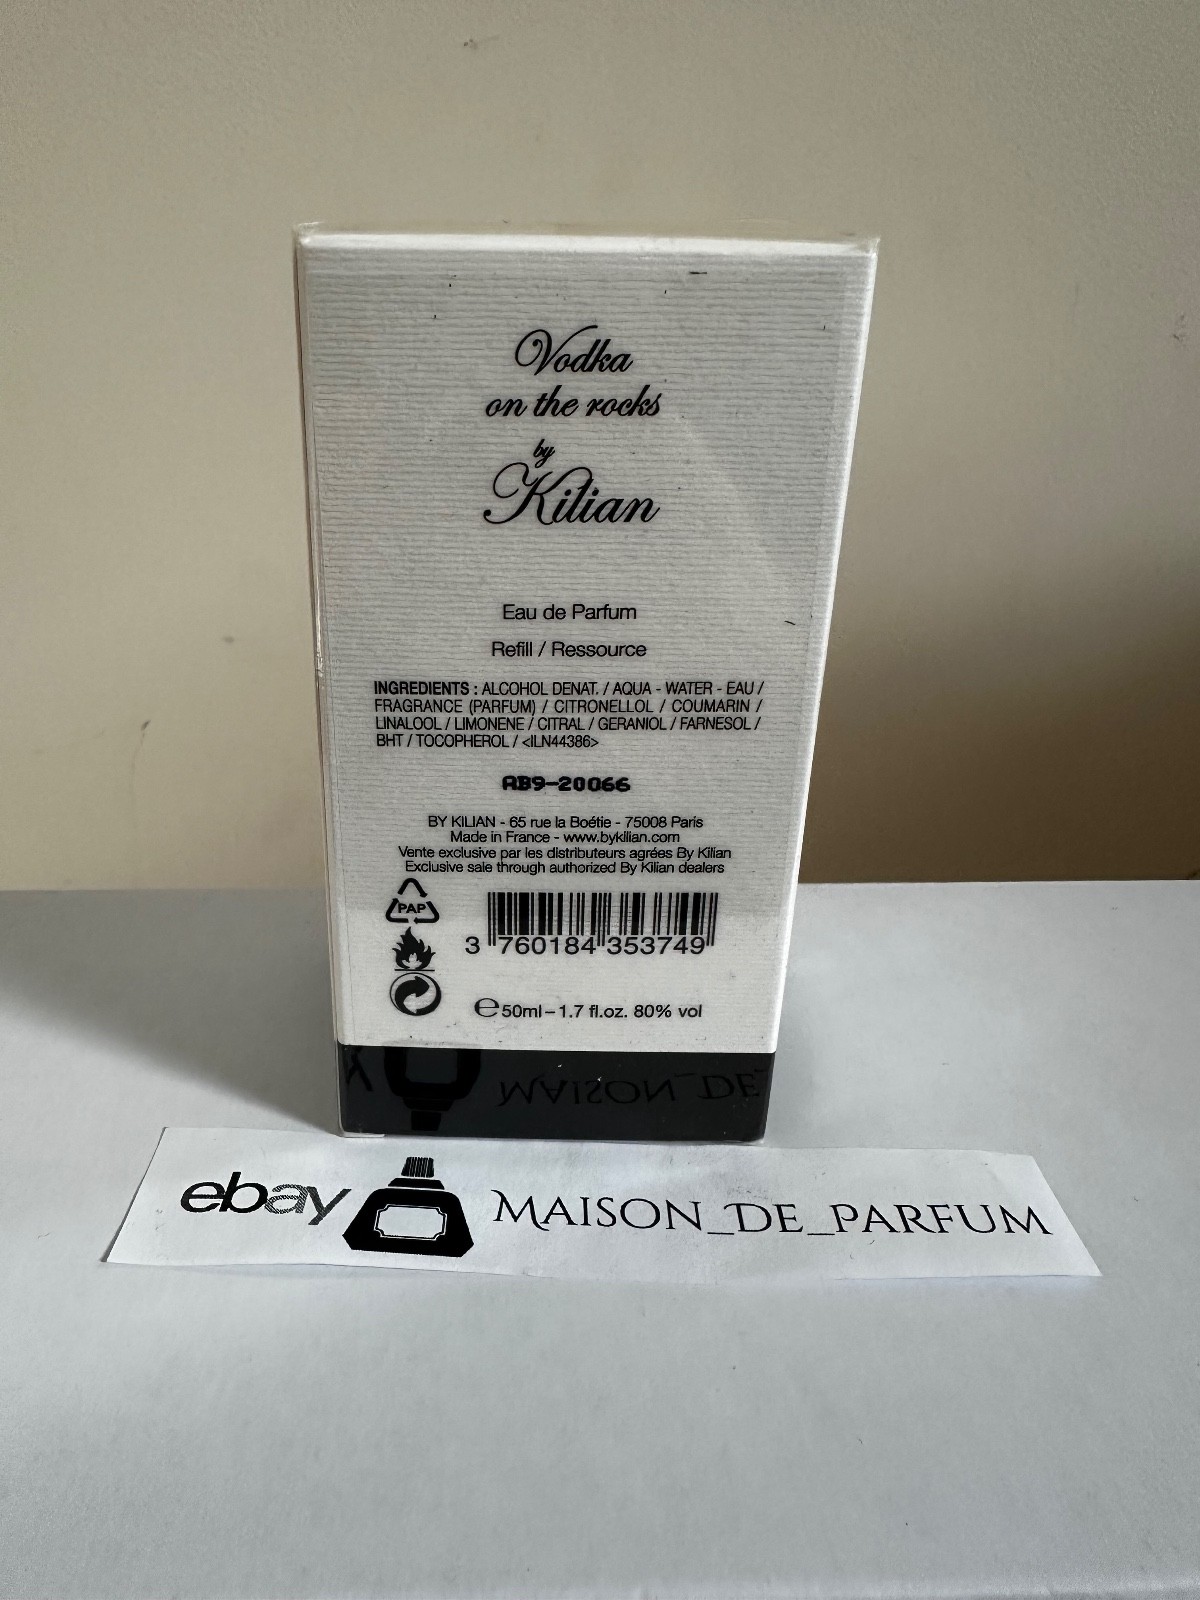 Vodka
on the rocks
by
Kilian
Eau de Parfum
Refill / Ressource
INGREDIENTS : ALCOHOL DENAT. / AQUA - WATER - EAU /
FRAGRANCE (PARFUM) / CITRONELLOL / COUMARIN /
LINALOOL / LIMONENE / CITRAL / GERANIOL / FARNESOL /
BHT / TOCOPHEROL / <ILN44386>
AB9-20066
BY KILIAN - 65 rue la Boétie - 75008 Paris
Made in France - www.bykilian.com
Vente exclusive par les distributeurs agrées By Kilian
Exclusive sale through authorized By Kilian dealers
PAP
3 760184 353749
e 50ml – 1.7 fl.oz. 80% vol
ebay MAISON_DE_PARFUM